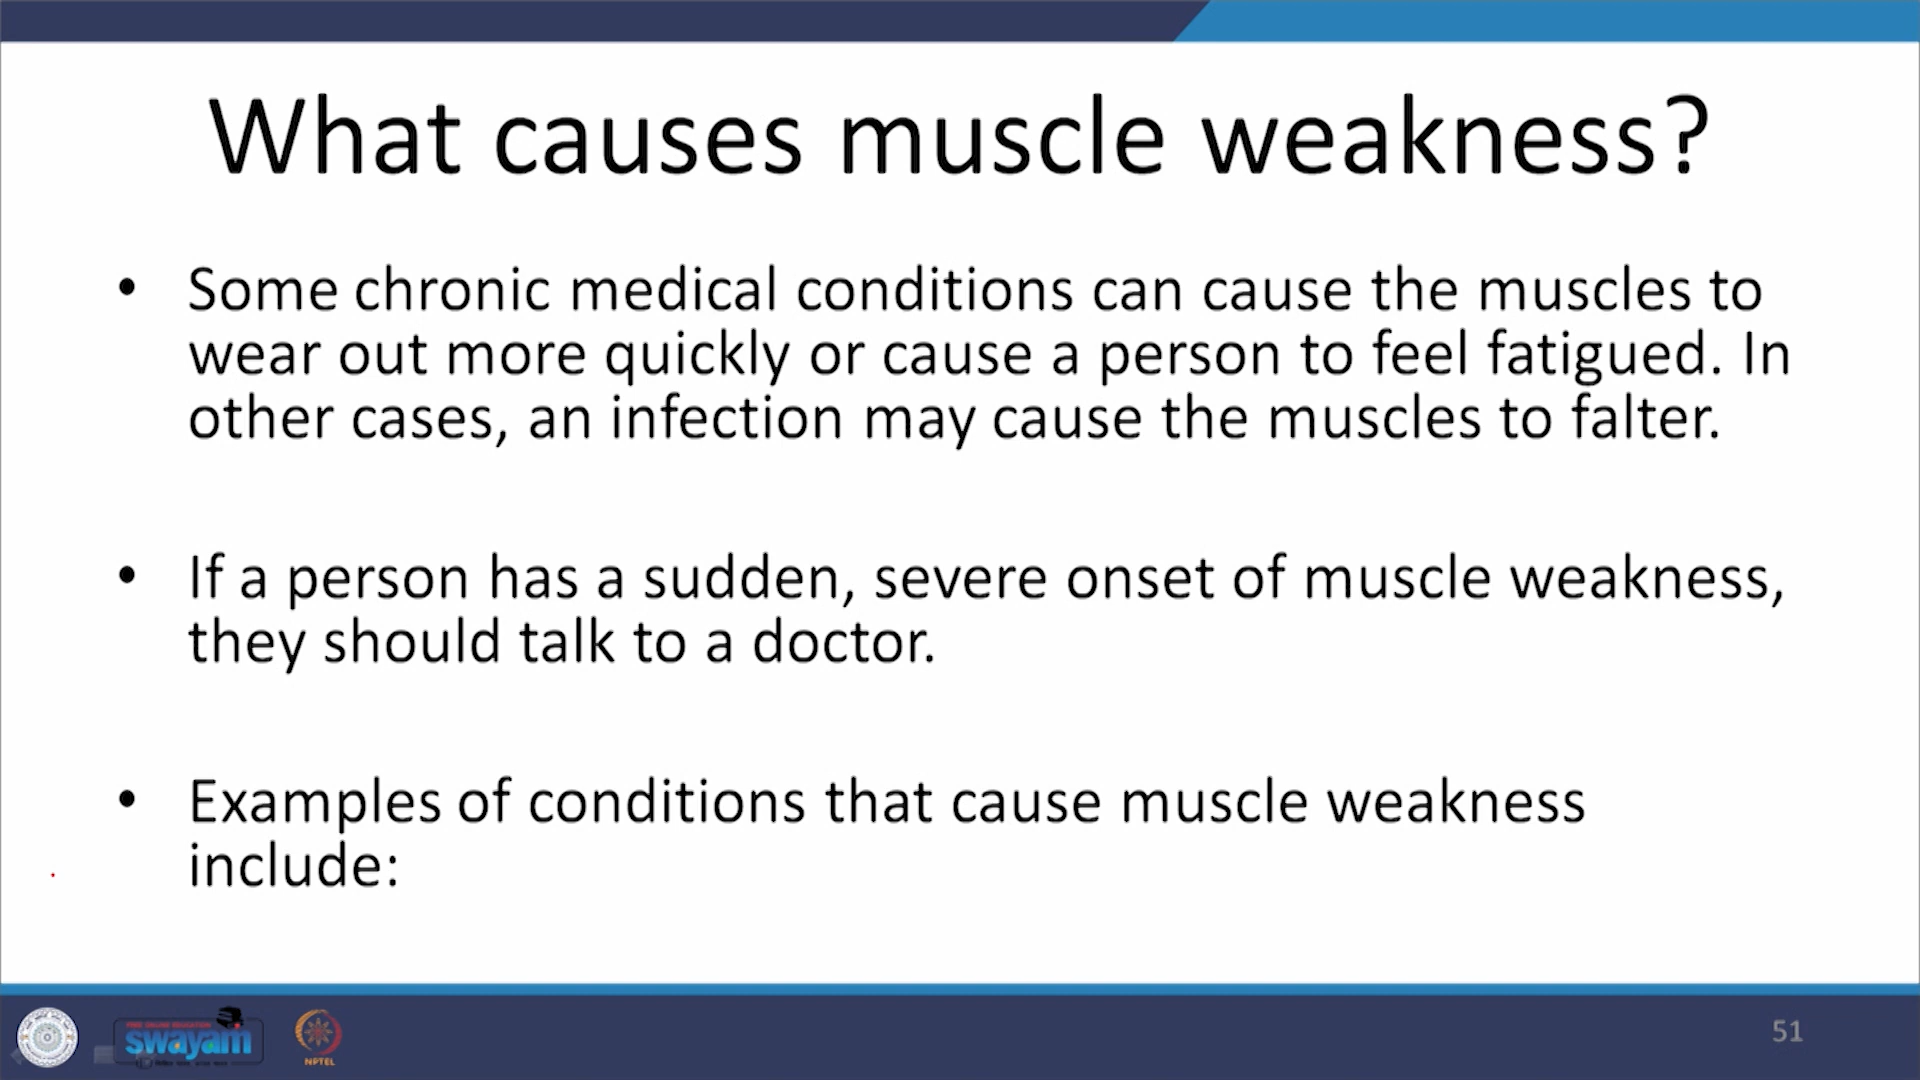 What causes muscle weakness?
• Some chronic medical conditions can cause the muscles to
wear out more quickly or cause a person to feel fatigued. In
other cases, an infection may cause the muscles to falter.
• If a person has a sudden, severe onset of muscle weakness,
they should talk to a doctor.
• Examples of conditions that cause muscle weakness
include:
FREE ONLINE EDUCATION
swayam
NPTEL
51